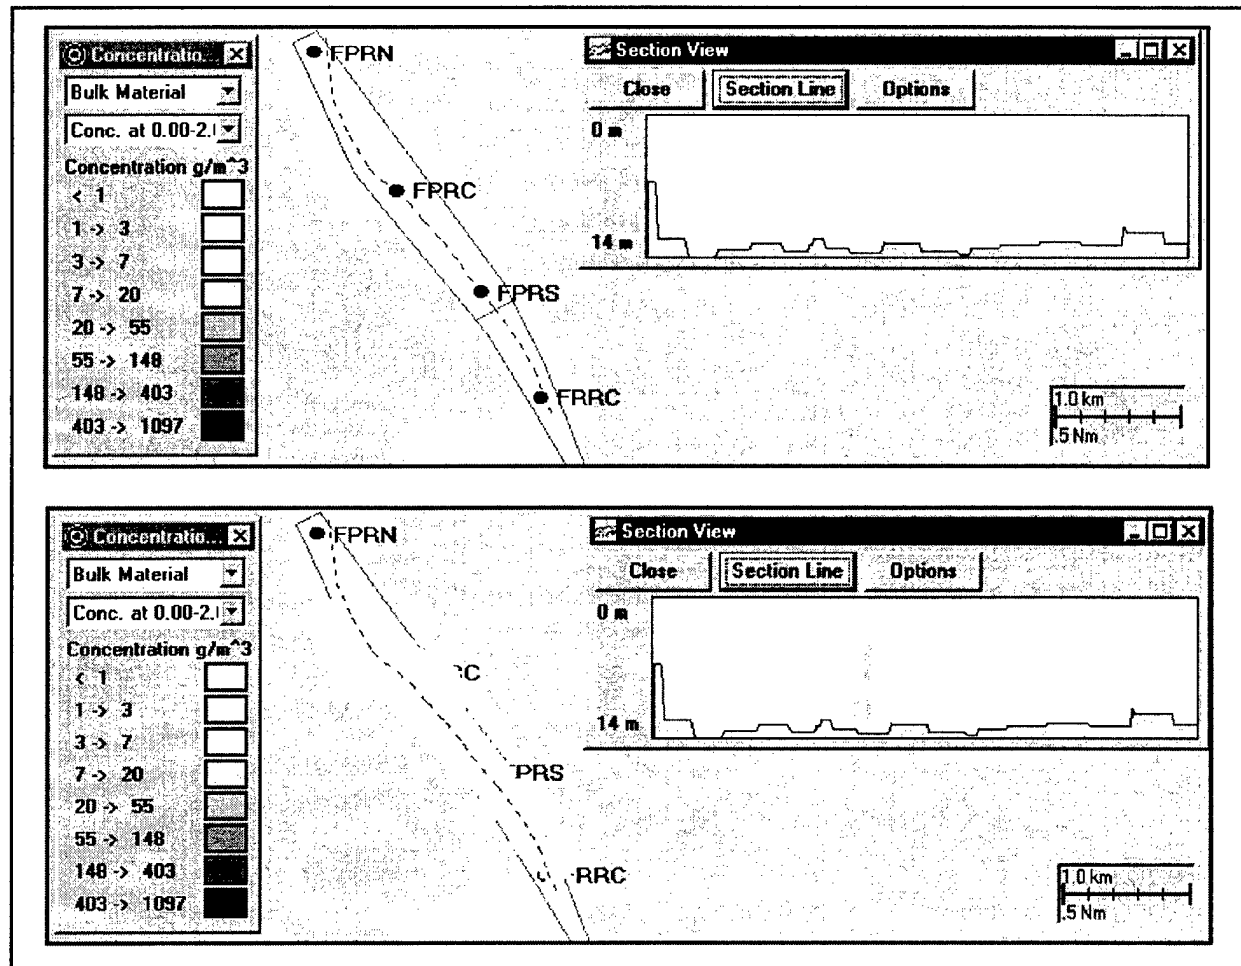 Concentratio...
Bulk Material
Conc. at 0.00-2.
Concentration g/m^3
< 1
1 -> 3
3 -> 7
7 -> 20
20 -> 55
55 -> 148
148 -> 403
403 -> 1097
FPRN
FPRC
FPRS
FRRC
Section View
Close
Section Line
Options
0 m
14 m
1.0 km
.5 Nm
Concentratio...
Bulk Material
Conc. at 0.00-2.
Concentration g/m^3
< 1
1 -> 3
3 -> 7
7 -> 20
20 -> 55
55 -> 148
148 -> 403
403 -> 1097
FPRN
C
PRS
RRC
Section View
Close
Section Line
Options
0 m
14 m
1.0 km
.5 Nm